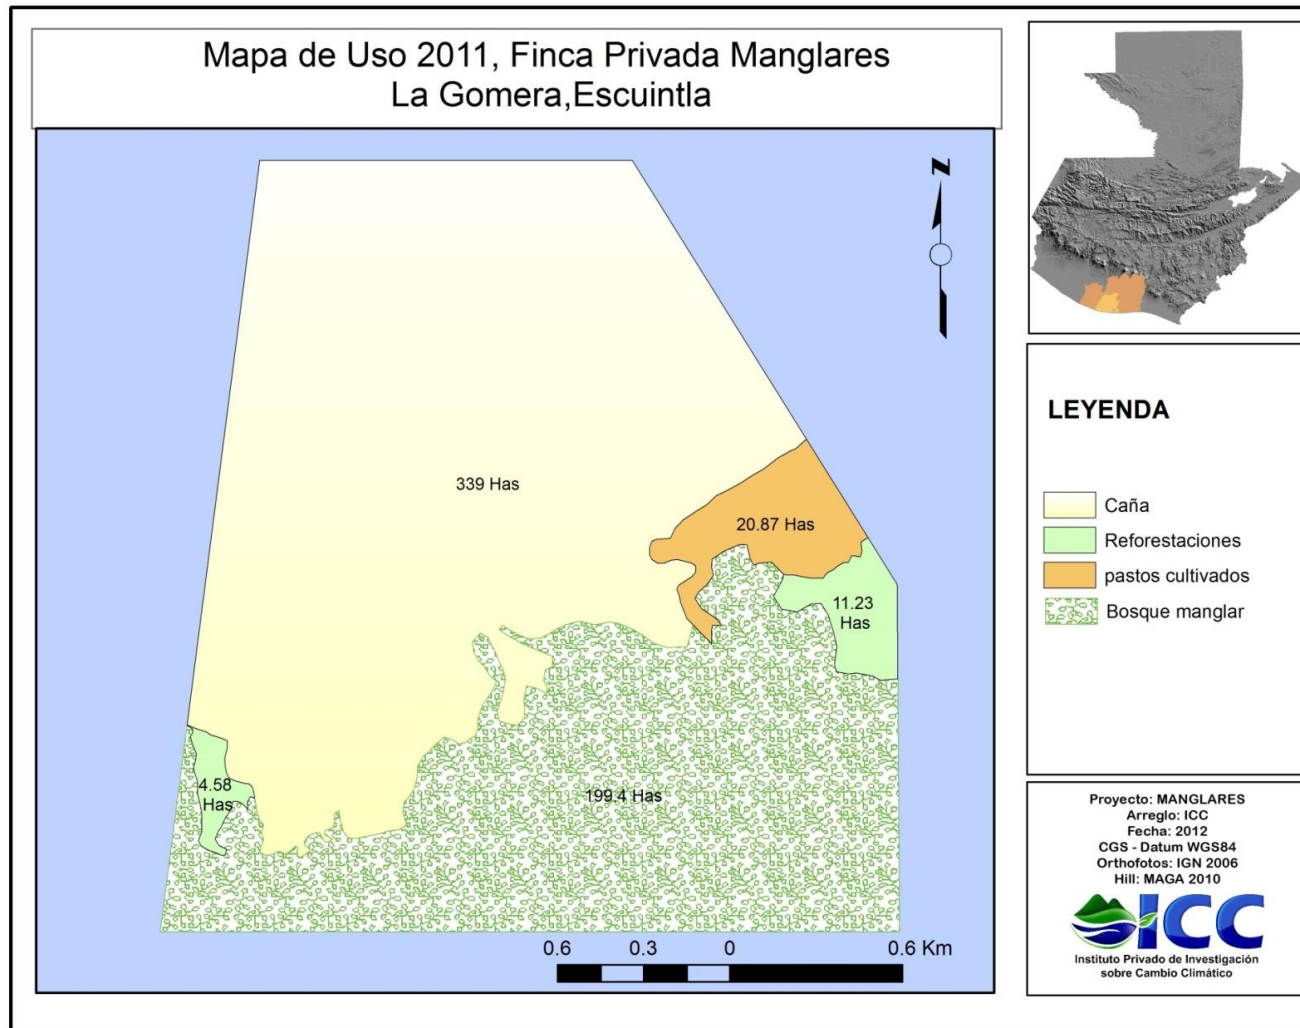 Mapa de Uso 2011, Finca Privada Manglares
La Gomera,Escuintla
z
339 Has
20.87 Has
11.23
Has
4.58
Has
199.4 Has
0.6 0.3 0 0.6 Km
LEYENDA
Caña
Reforestaciones
pastos cultivados
Bosque manglar
Proyecto: MANGLARES
Arreglo: ICC
Fecha: 2012
CGS - Datum WGS84
Orthofotos: IGN 2006
Hill: MAGA 2010
ICC
Instituto Privado de Investigación
sobre Cambio Climático